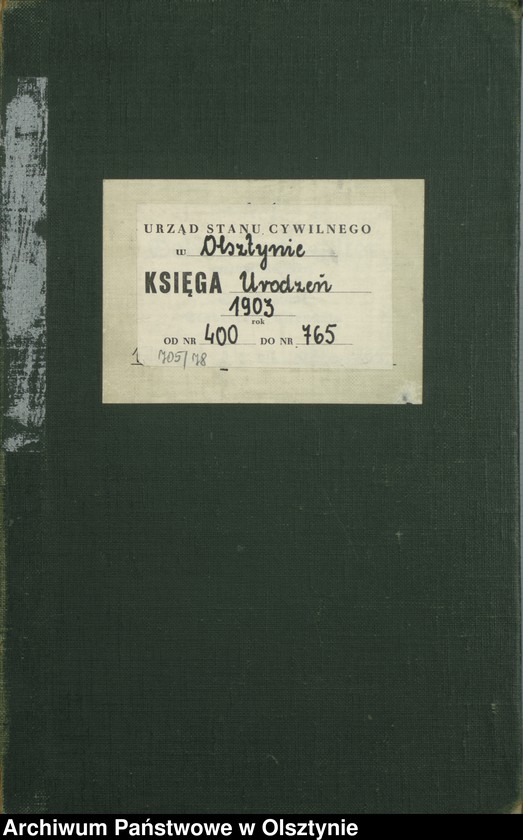 URZĄD STANU CYWILNEGO
w Olsztynie
KSIĘGA Urodzeń
1903
rok
OD NR 400 DO NR 765
1 705/78
Archiwum Państwowe w Olsztynie